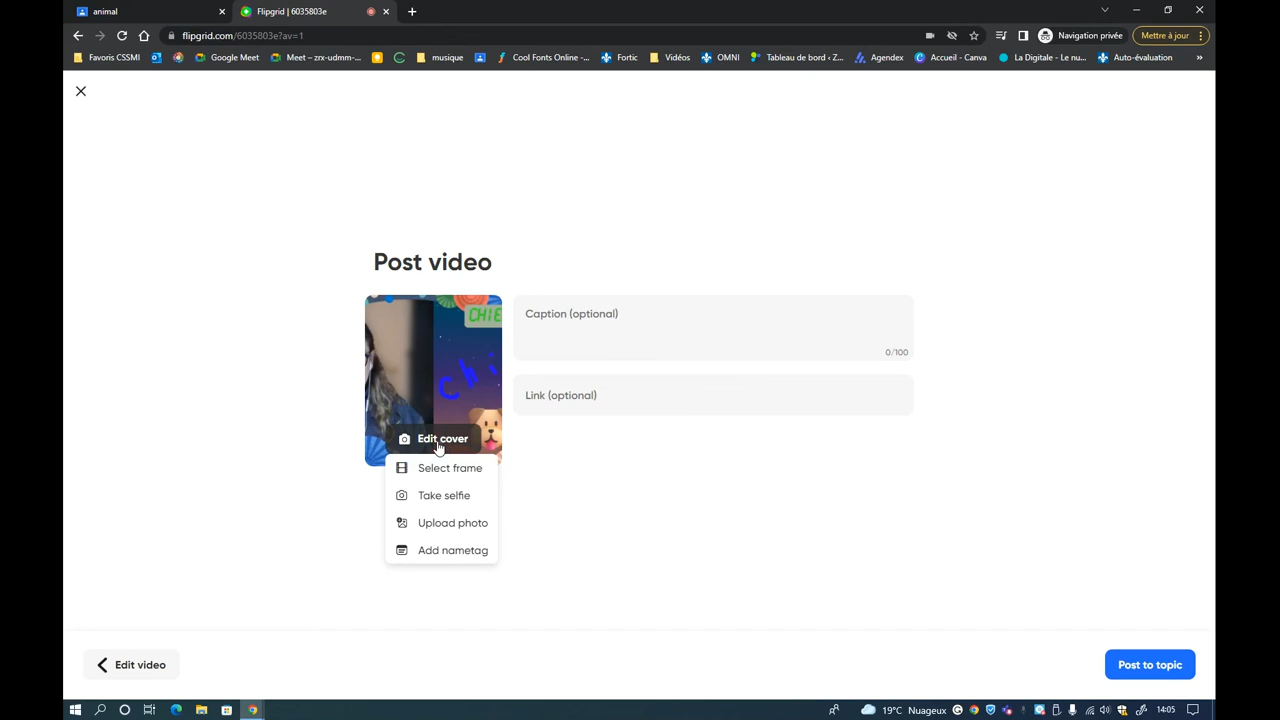 animal
Flipgrid | 6035803e
flipgrid.com/6035803e?av=1
Navigation privée
Mettre à jour
Favoris CSSMI
Google Meet
Meet – zrx-udmm-...
musique
Cool Fonts Online -...
Fortic
Vidéos
OMNI
Tableau de bord ‹ Z...
Agendex
Accueil - Canva
La Digitale - Le nu...
Auto-évaluation
»
Post video
CHIE
Chi
Caption (optional)
0/100
Link (optional)
Edit cover
Select frame
Take selfie
Upload photo
Add nametag
Edit video
Post to topic
19°C Nuageux
14:05